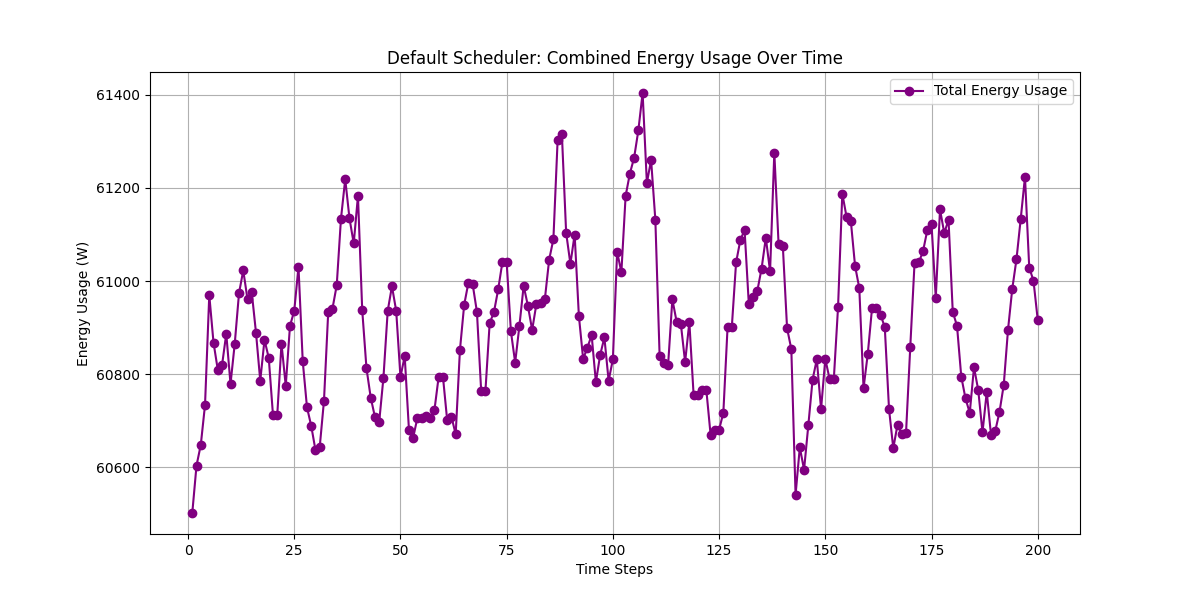 Default Scheduler: Combined Energy Usage Over Time
Total Energy Usage
Energy Usage (W)
61400
61200
61000
60800
60600
0 25 50 75 100 125 150 175 200
Time Steps